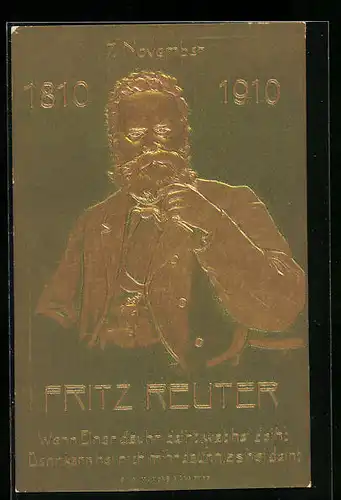 7. November
1810 1910
FRITZ REUTER
Wenn Einer dauhn deiht, wat hei deiht
Denn kann hei nich mihr dauhn, as hei deiht